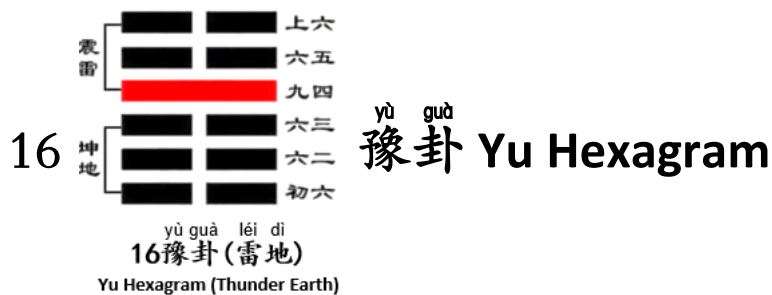 上六
六五
九四
六三
六二
初六
震雷
坤地
16
yù guà
豫卦 Yu Hexagram
yù guà léi dì
16豫卦(雷地)
Yu Hexagram (Thunder Earth)